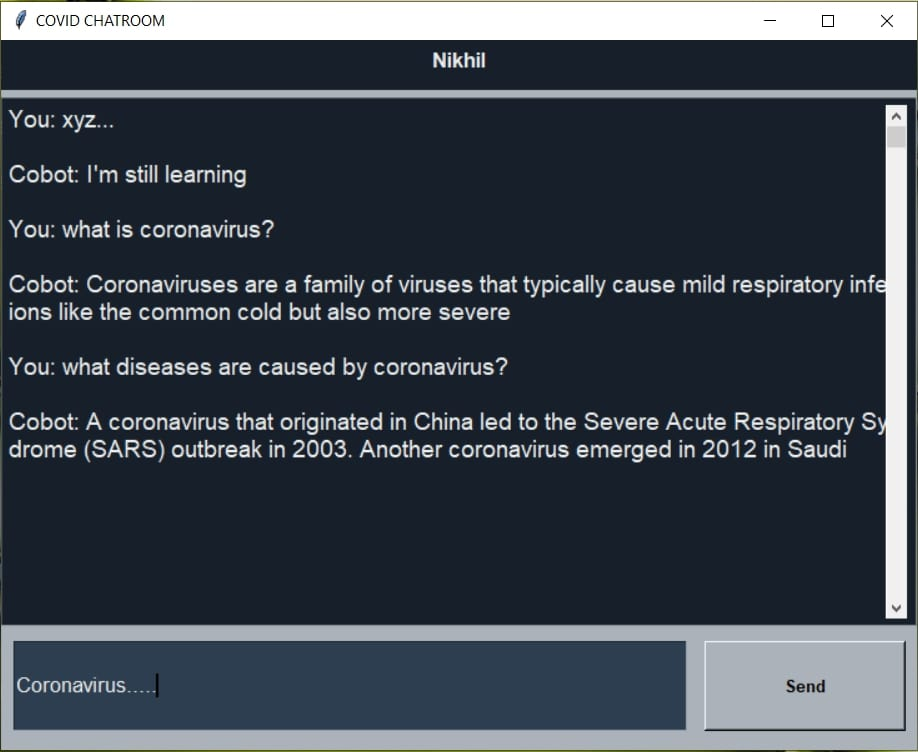 COVID CHATROOM
Nikhil
You: xyz...
Cobot: I'm still learning
You: what is coronavirus?
Cobot: Coronaviruses are a family of viruses that typically cause mild respiratory infe
ions like the common cold but also more severe
You: what diseases are caused by coronavirus?
Cobot: A coronavirus that originated in China led to the Severe Acute Respiratory Sy
drome (SARS) outbreak in 2003. Another coronavirus emerged in 2012 in Saudi
Coronavirus.....
Send